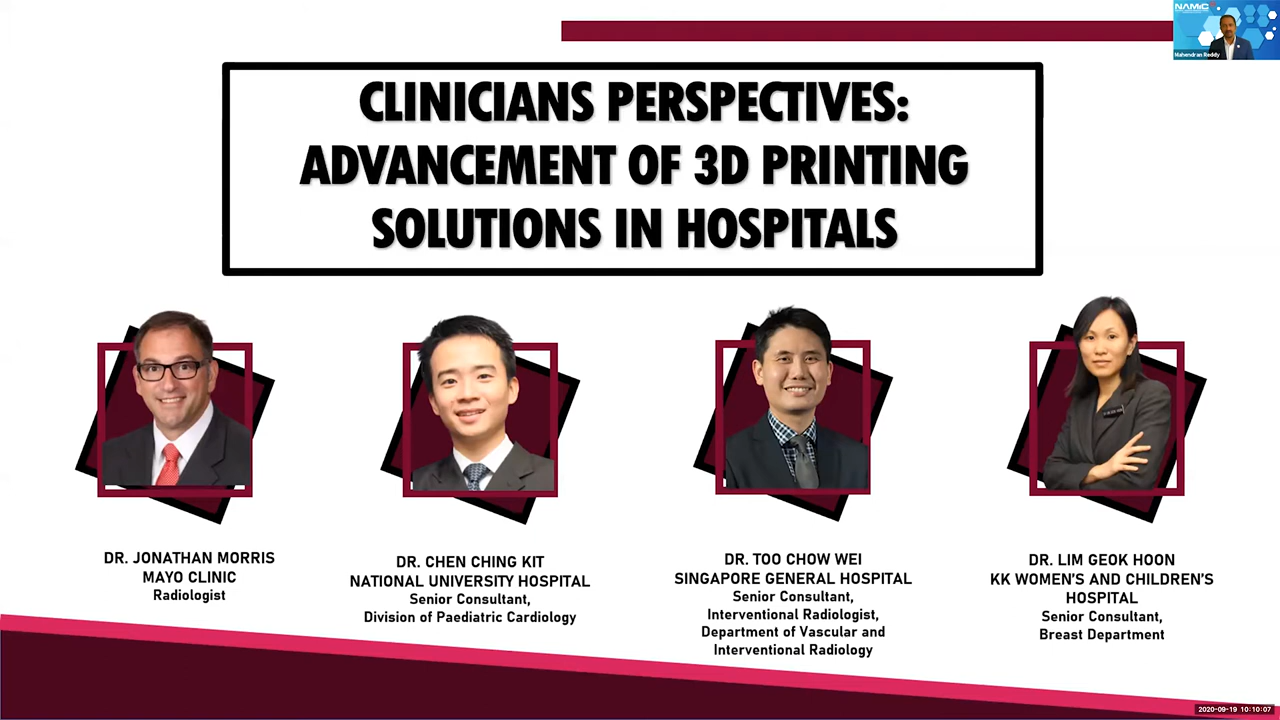 NAMIC
Mahendran Reddy
CLINICIANS PERSPECTIVES:
ADVANCEMENT OF 3D PRINTING
SOLUTIONS IN HOSPITALS
DR. JONATHAN MORRIS
MAYO CLINIC
Radiologist
DR. CHEN CHING KIT
NATIONAL UNIVERSITY HOSPITAL
Senior Consultant,
Division of Paediatric Cardiology
DR. TOO CHOW WEI
SINGAPORE GENERAL HOSPITAL
Senior Consultant,
Interventional Radiologist,
Department of Vascular and
Interventional Radiology
DR. LIM GEOK HOON
KK WOMEN'S AND CHILDREN'S
HOSPITAL
Senior Consultant,
Breast Department
2020-09-19 10:10:07